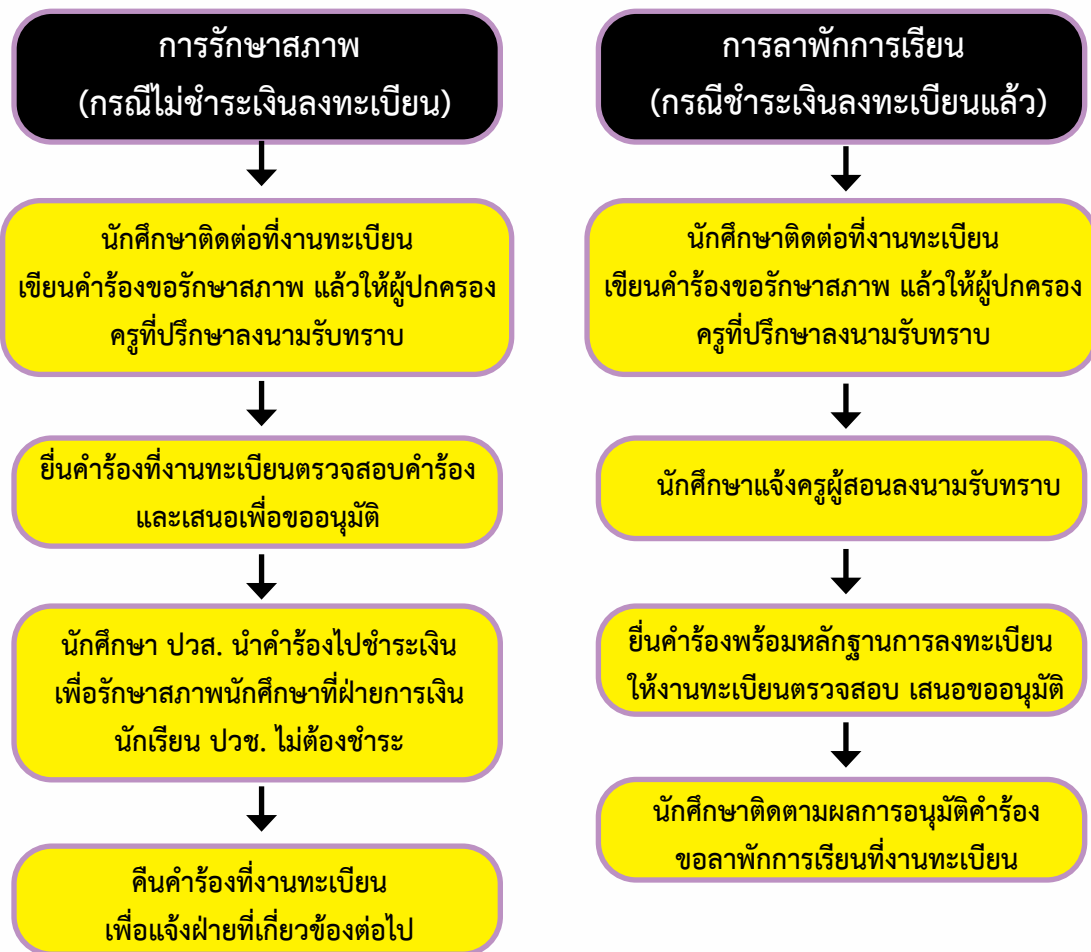 การรักษาสภาพ
(กรณีไม่ชำระเงินลงทะเบียน)
นักศึกษาติดต่อที่งานทะเบียน
เขียนคำร้องขอรักษาสภาพ แล้วให้ผู้ปกครอง
ครูที่ปรึกษาลงนามรับทราบ
ยื่นคำร้องที่งานทะเบียนตรวจสอบคำร้อง
และเสนอเพื่อขออนุมัติ
นักศึกษา ปวส. นำคำร้องไปชำระเงิน
เพื่อรักษาสภาพนักศึกษาที่ฝ่ายการเงิน
นักเรียน ปวช. ไม่ต้องชำระ
คืนคำร้องที่งานทะเบียน
เพื่อแจ้งฝ่ายที่เกี่ยวข้องต่อไป
การลาพักการเรียน
(กรณีชำระเงินลงทะเบียนแล้ว)
นักศึกษาติดต่อที่งานทะเบียน
เขียนคำร้องขอรักษาสภาพ แล้วให้ผู้ปกครอง
ครูที่ปรึกษาลงนามรับทราบ
นักศึกษาแจ้งครูผู้สอนลงนามรับทราบ
ยื่นคำร้องพร้อมหลักฐานการลงทะเบียน
ให้งานทะเบียนตรวจสอบ เสนอขออนุมัติ
นักศึกษาติดตามผลการอนุมัติคำร้อง
ขอลาพักการเรียนที่งานทะเบียน